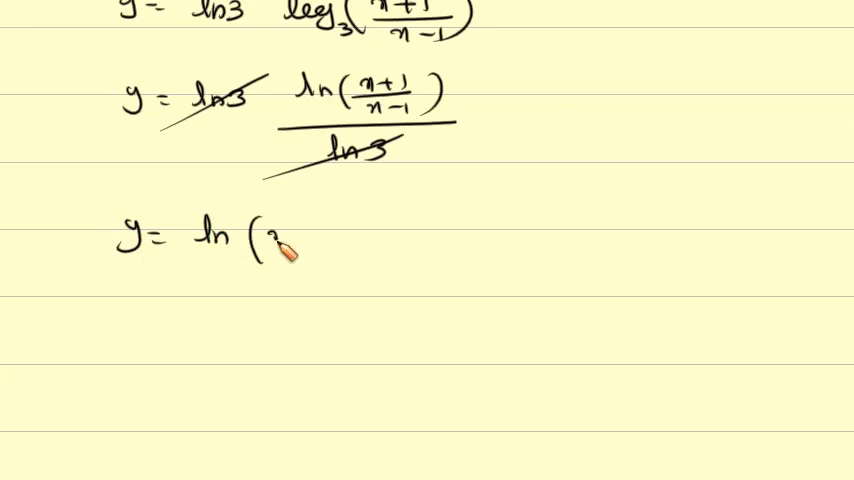 y = ln3 log₃(x+1/x-1)
y = ln3 ln(x+1/x-1)/ln3
y = ln (